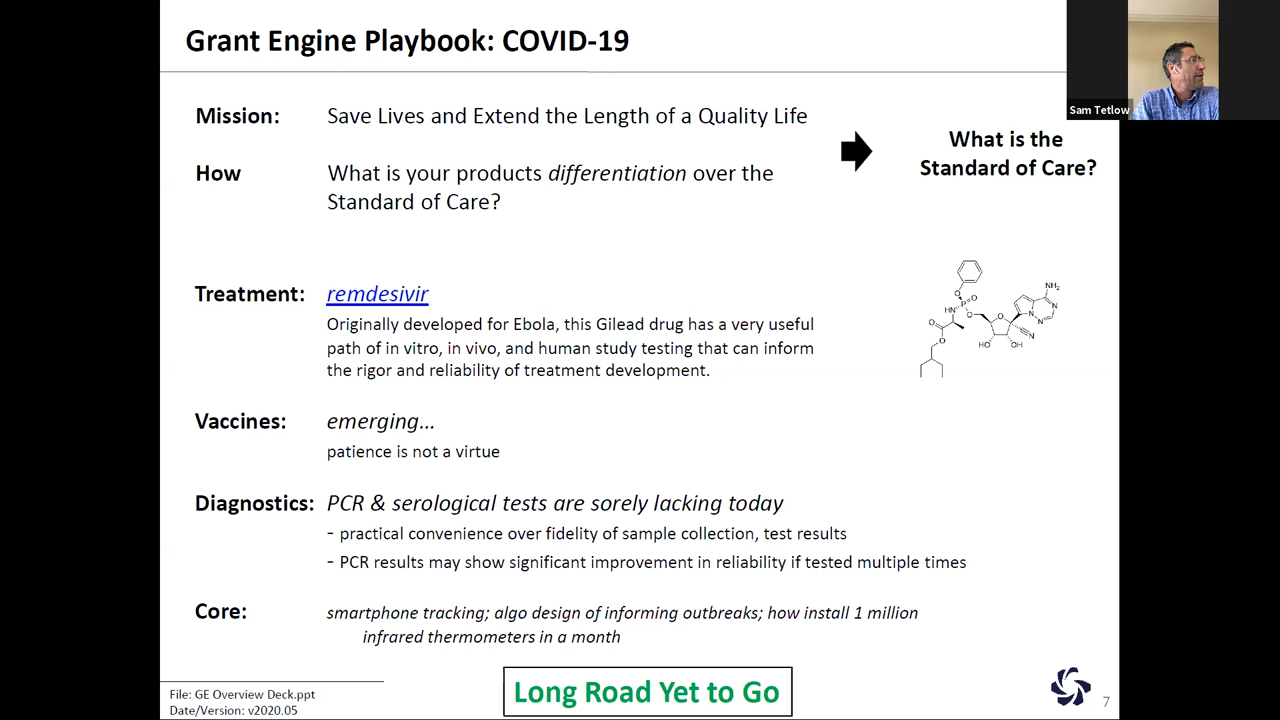 Grant Engine Playbook: COVID-19
Sam Tetlow
Mission: Save Lives and Extend the Length of a Quality Life
What is the
Standard of Care?
How What is your products differentiation over the
Standard of Care?
Treatment: remdesivir
Originally developed for Ebola, this Gilead drug has a very useful
path of in vitro, in vivo, and human study testing that can inform
the rigor and reliability of treatment development.
NH₂
O
P
O
HN
O
O
O
O
N
N
N
CN
HO
OH
Vaccines: emerging…
patience is not a virtue
Diagnostics: PCR & serological tests are sorely lacking today
- practical convenience over fidelity of sample collection, test results
- PCR results may show significant improvement in reliability if tested multiple times
Core: smartphone tracking; algo design of informing outbreaks; how install 1 million
infrared thermometers in a month
Long Road Yet to Go
File: GE Overview Deck.ppt
Date/Version: v2020.05
7